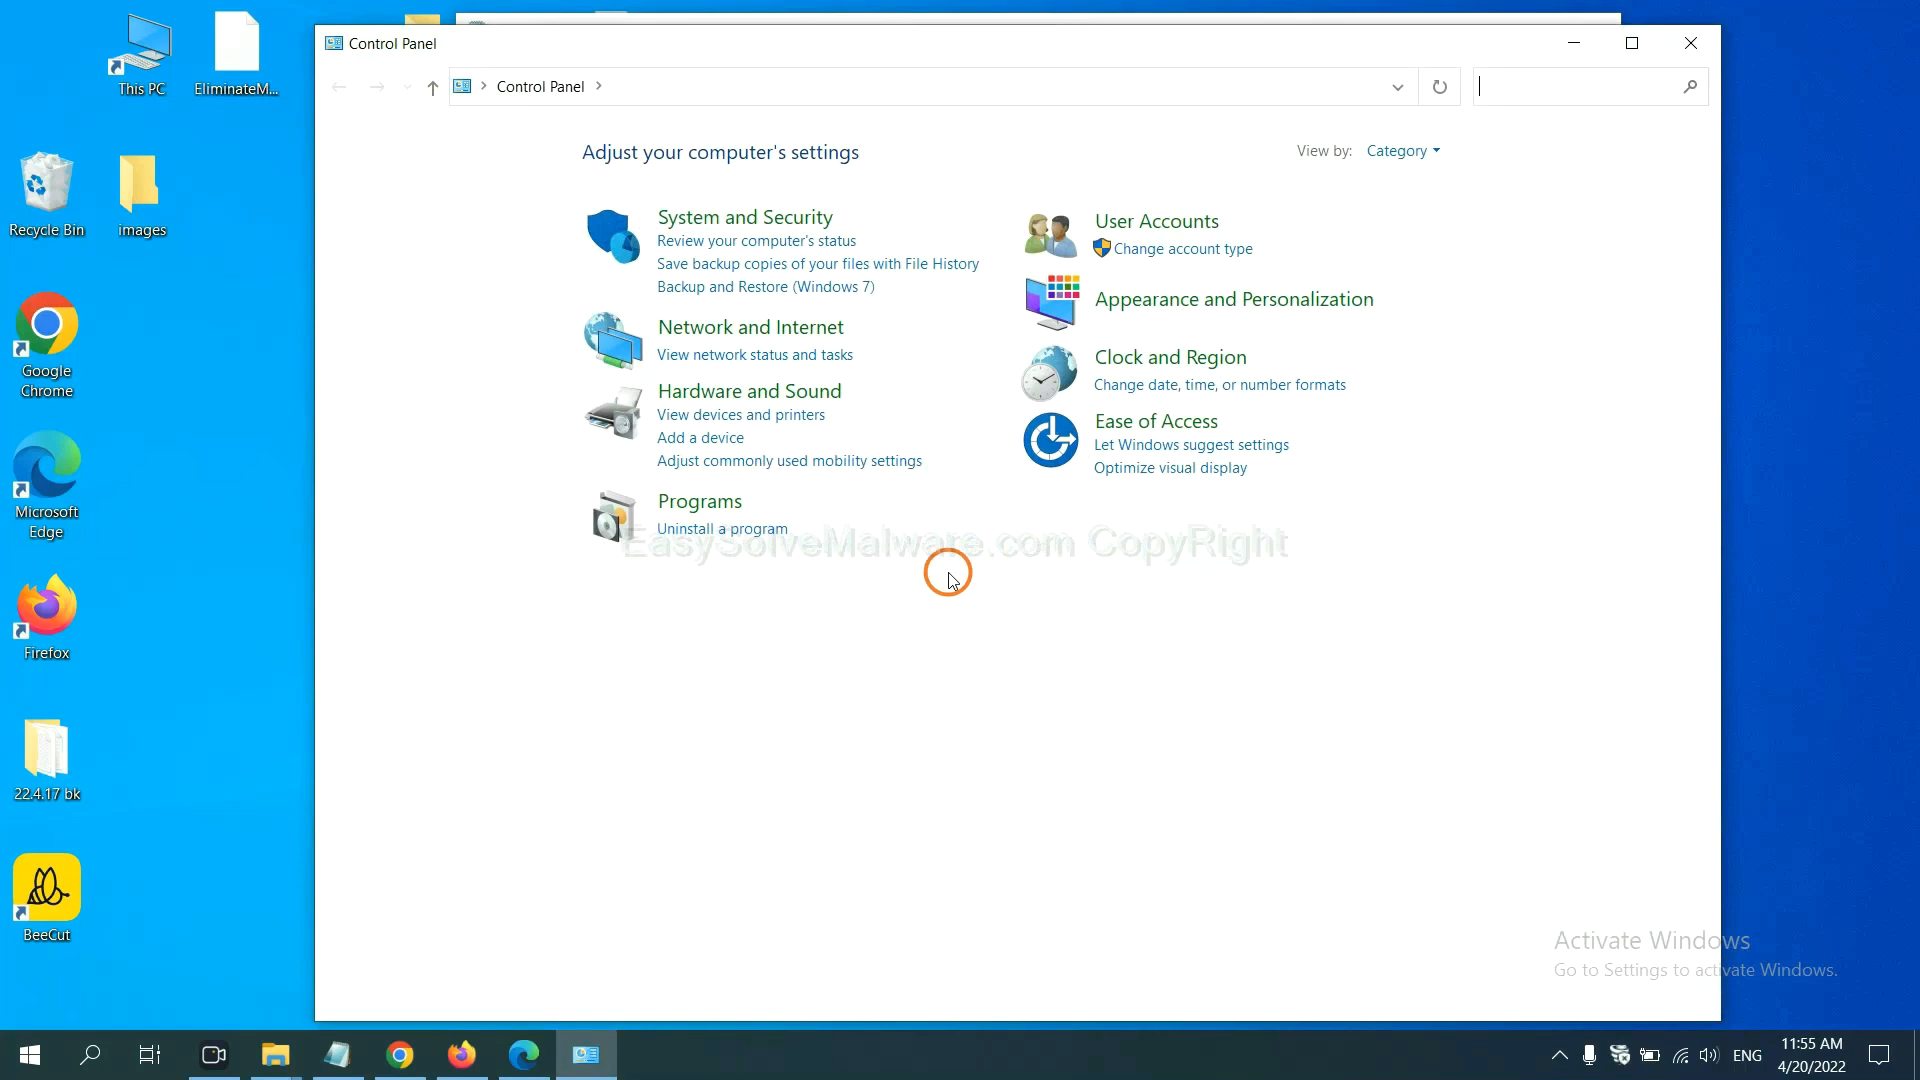 This PC
EliminateM...
Recycle Bin
images
Google
Chrome
Microsoft
Edge
Firefox
22.4.17 bk
BeeCut
Control Panel
Control Panel
Adjust your computer's settings
View by: Category
System and Security
Review your computer's status
Save backup copies of your files with File History
Backup and Restore (Windows 7)
Network and Internet
View network status and tasks
Hardware and Sound
View devices and printers
Add a device
Adjust commonly used mobility settings
Programs
Uninstall a program
User Accounts
Change account type
Appearance and Personalization
Clock and Region
Change date, time, or number formats
Ease of Access
Let Windows suggest settings
Optimize visual display
EasySolveMalware.com CopyRight
Activate Windows
Go to Settings to activate Windows.
ENG
11:55 AM
4/20/2022